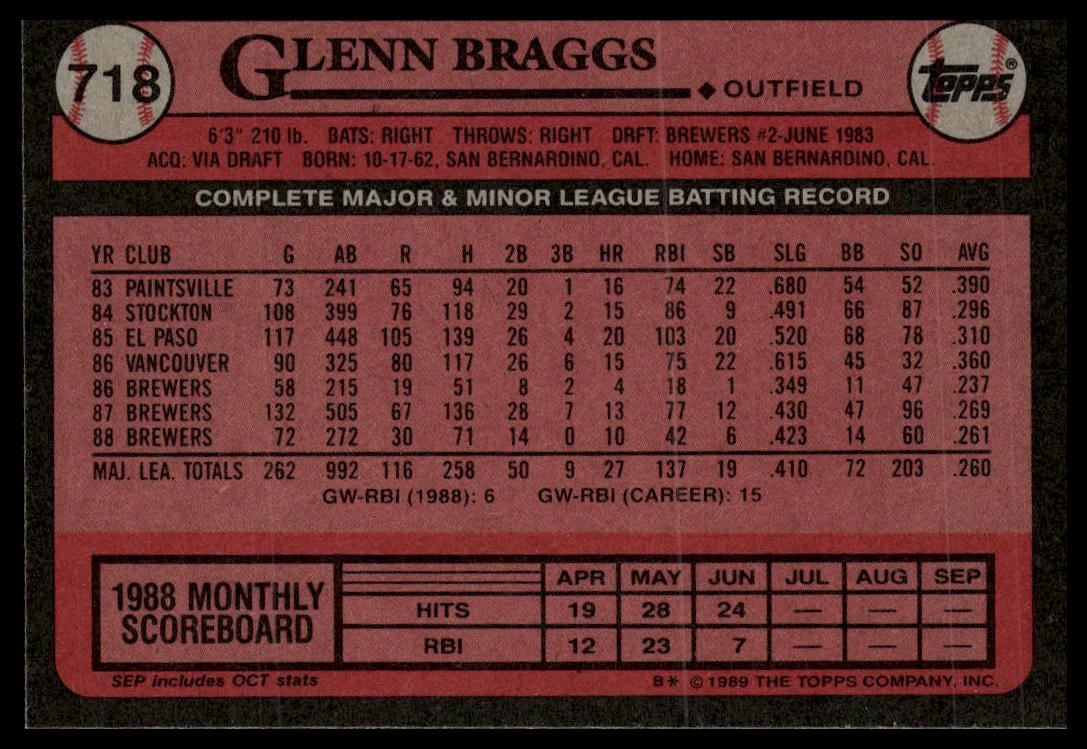 718
GLENN BRAGGS
◆ OUTFIELD
TOPPS®
6'3" 210 lb. BATS: RIGHT THROWS: RIGHT DRFT: BREWERS #2-JUNE 1983
ACQ: VIA DRAFT BORN: 10-17-62, SAN BERNARDINO, CAL. HOME: SAN BERNARDINO, CAL.
COMPLETE MAJOR & MINOR LEAGUE BATTING RECORD
YR CLUB G AB R H 2B 3B HR RBI SB SLG BB SO AVG
83 PAINTSVILLE 73 241 65 94 20 1 16 74 22 .680 54 52 .390
84 STOCKTON 108 399 76 118 29 2 15 86 9 .491 66 87 .296
85 EL PASO 117 448 105 139 26 4 20 103 20 .520 68 78 .310
86 VANCOUVER 90 325 80 117 26 6 15 75 22 .615 45 32 .360
86 BREWERS 58 215 19 51 8 2 4 18 1 .349 11 47 .237
87 BREWERS 132 505 67 136 28 7 13 77 12 .430 47 96 .269
88 BREWERS 72 272 30 71 14 0 10 42 6 .423 14 60 .261
MAJ. LEA. TOTALS 262 992 116 258 50 9 27 137 19 .410 72 203 .260
GW-RBI (1988): 6 GW-RBI (CAREER): 15
1988 MONTHLY
SCOREBOARD
APR MAY JUN JUL AUG SEP
HITS 19 28 24 — — —
RBI 12 23 7 — — —
SEP includes OCT stats
B* © 1989 THE TOPPS COMPANY, INC.